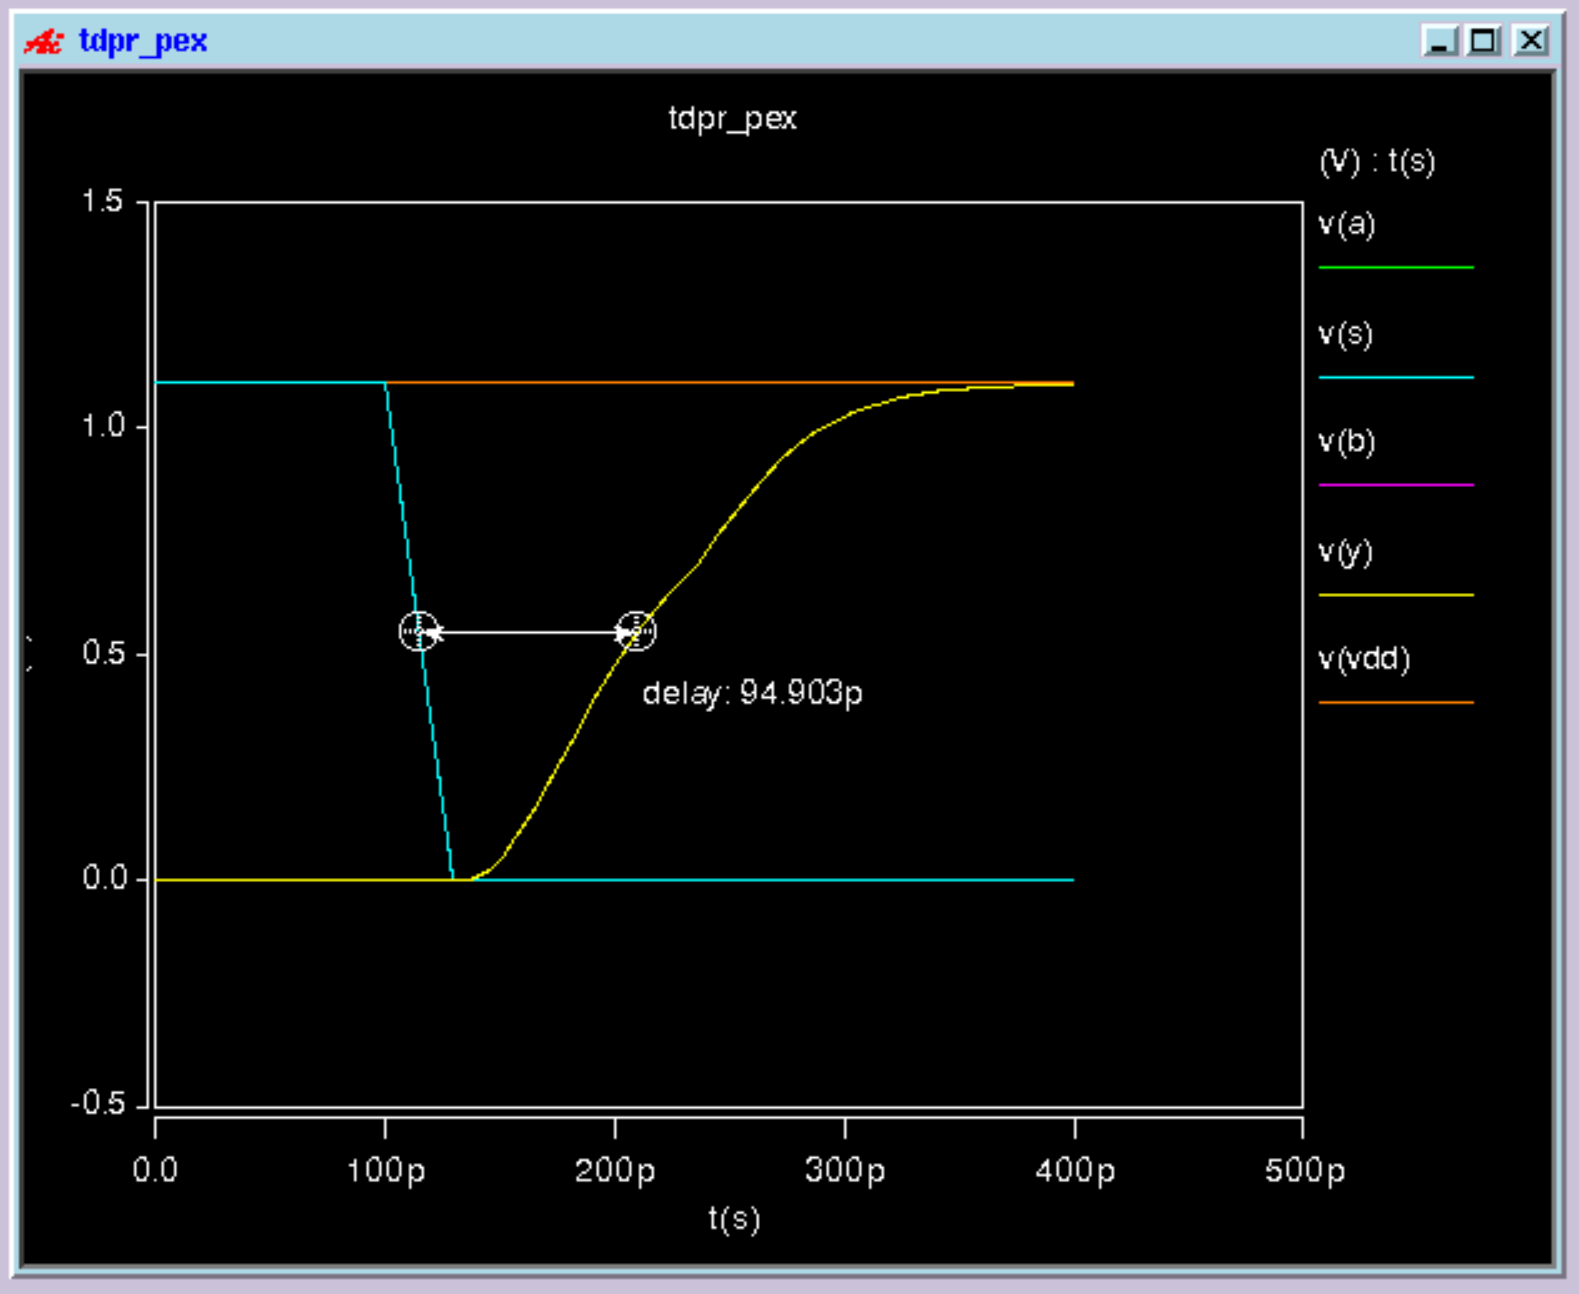 tdpr_pex
tdpr_pex
(V) : t(s)
v(a)
v(s)
v(b)
v(y)
v(vdd)
1.5
1.0
0.5
0.0
-0.5
delay: 94.903p
0.0 100p 200p 300p 400p 500p
t(s)